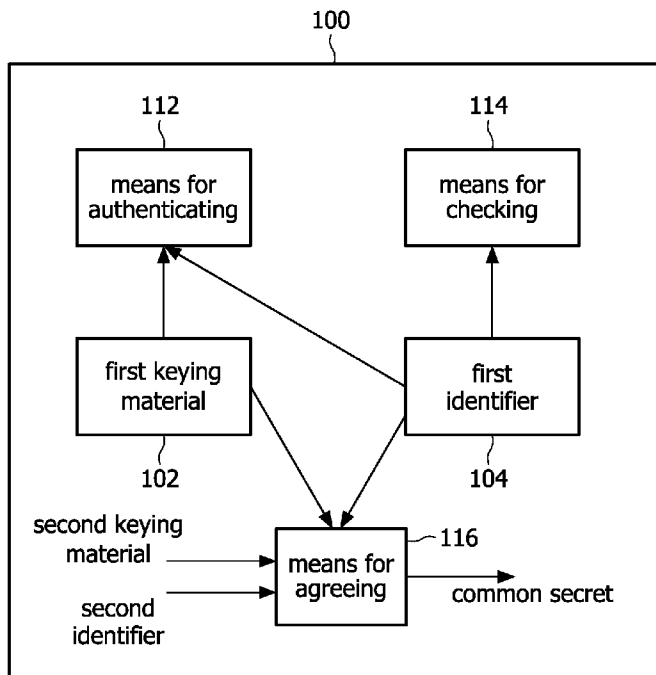 100
112
114
means for
authenticating
means for
checking
first keying
material
first
identifier
102
104
second keying
material
116
means for
agreeing
common secret
second
identifier